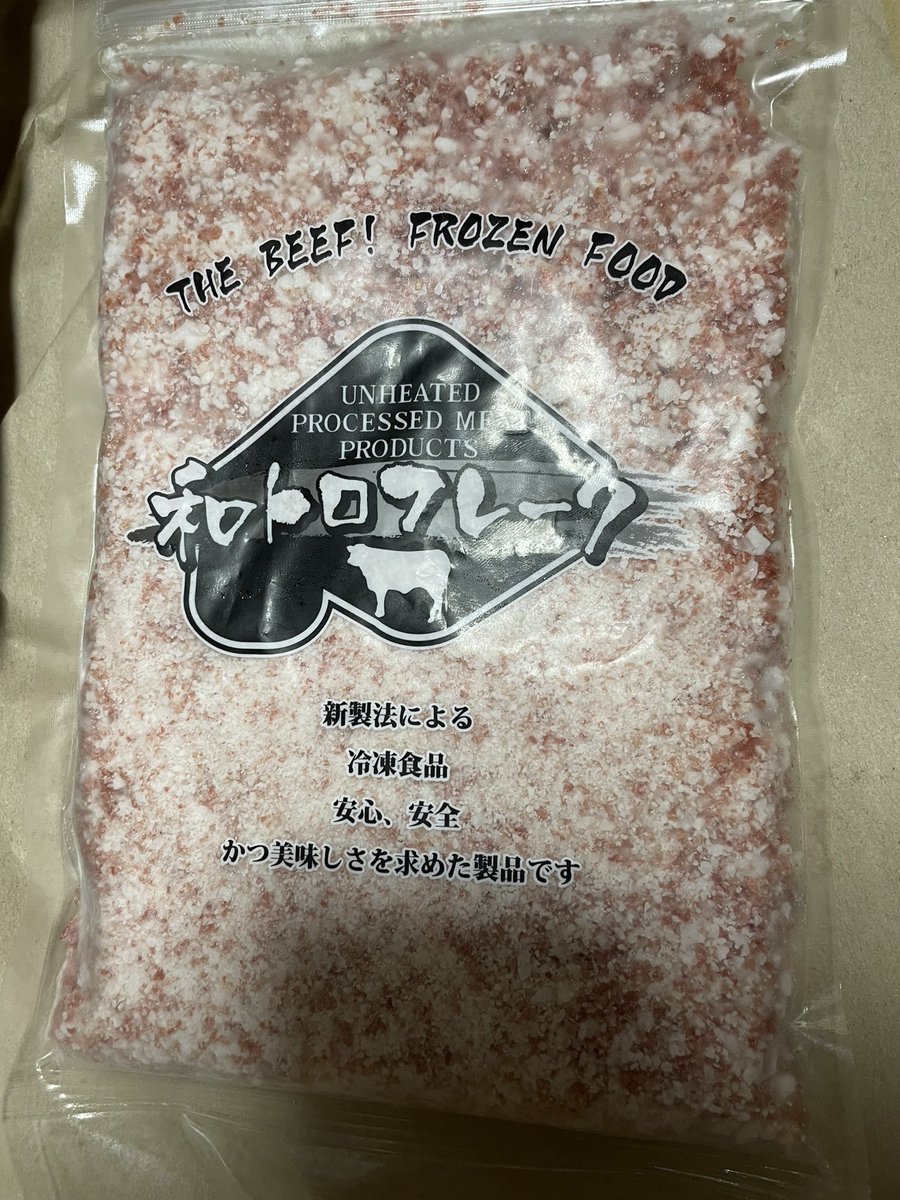 THE BEEF! FROZEN FOOD
UNHEATED
PROCESSED
PRODUCTS
和トロフレーク
新製法による
冷凍食品
安心、安全
かつ美味しさを求めた製品です